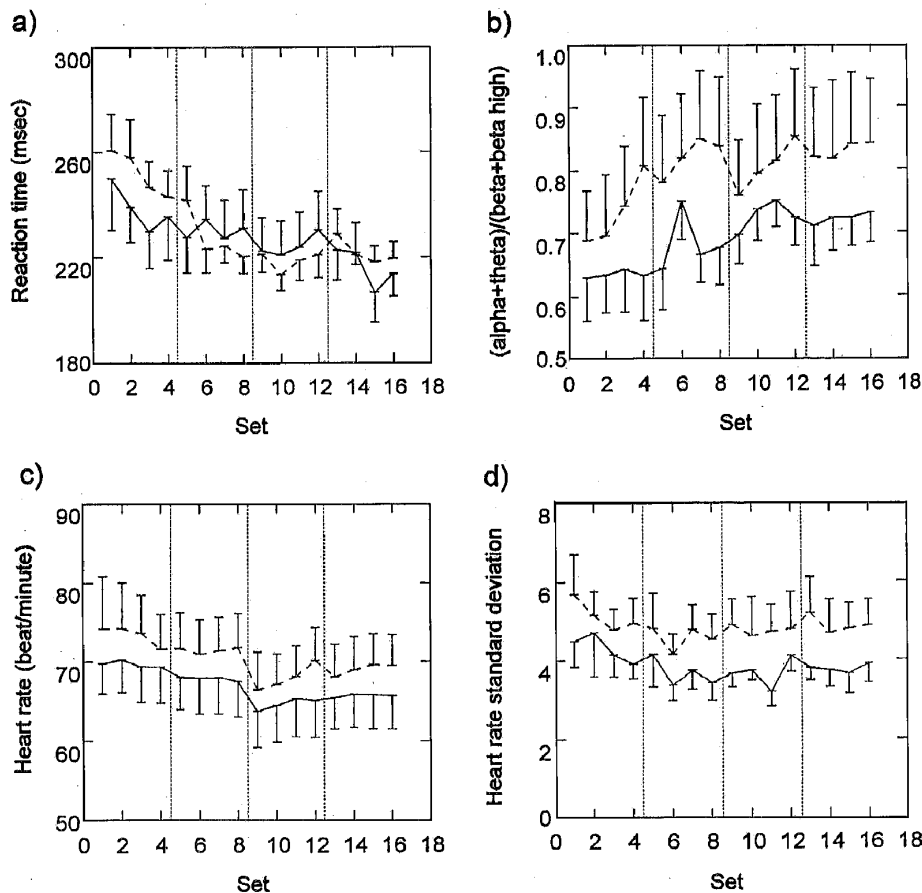 a)
Reaction time (msec)
300
260
220
180
0 2 4 6 8 10 12 14 16 18
Set
b)
(alpha+theta)/(beta+beta high)
1.0
0.9
0.8
0.7
0.6
0.5
0 2 4 6 8 10 12 14 16 18
Set
c)
Heart rate (beat/minute)
90
80
70
60
50
0 2 4 6 8 10 12 14 16 18
Set
d)
Heart rate standard deviation
8
6
4
2
0
0 2 4 6 8 10 12 14 16 18
Set